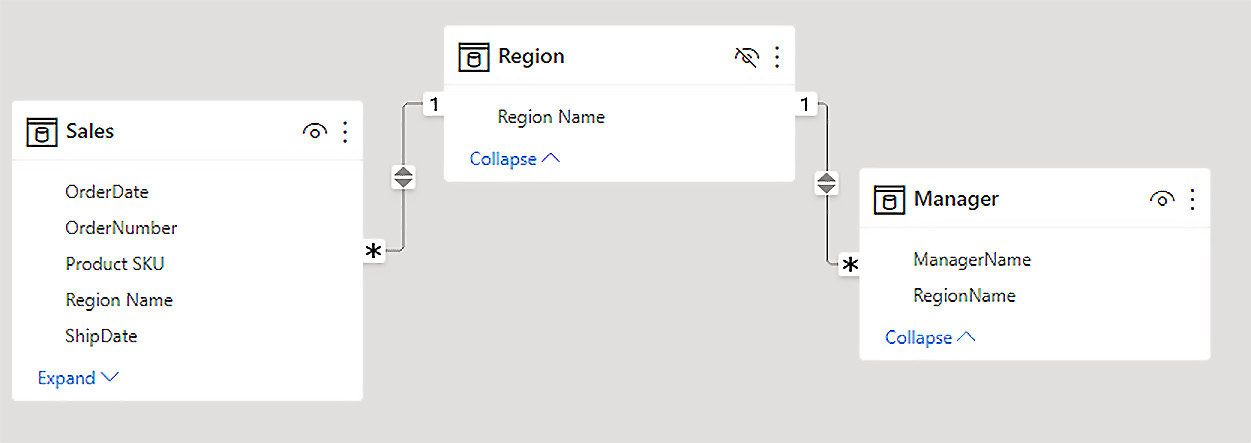 Sales
OrderDate
OrderNumber
Product SKU
Region Name
ShipDate
Expand
*
1
Region
Region Name
Collapse
1
*
Manager
ManagerName
RegionName
Collapse